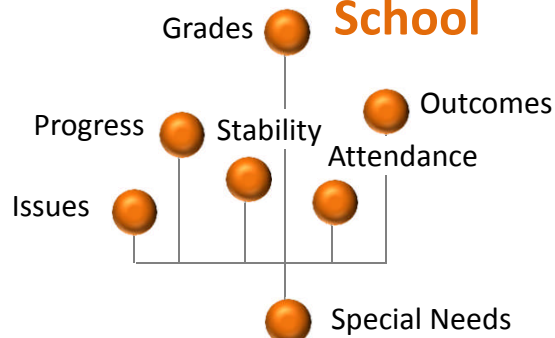 School
Grades
Outcomes
Progress
Stability
Attendance
Issues
Special Needs